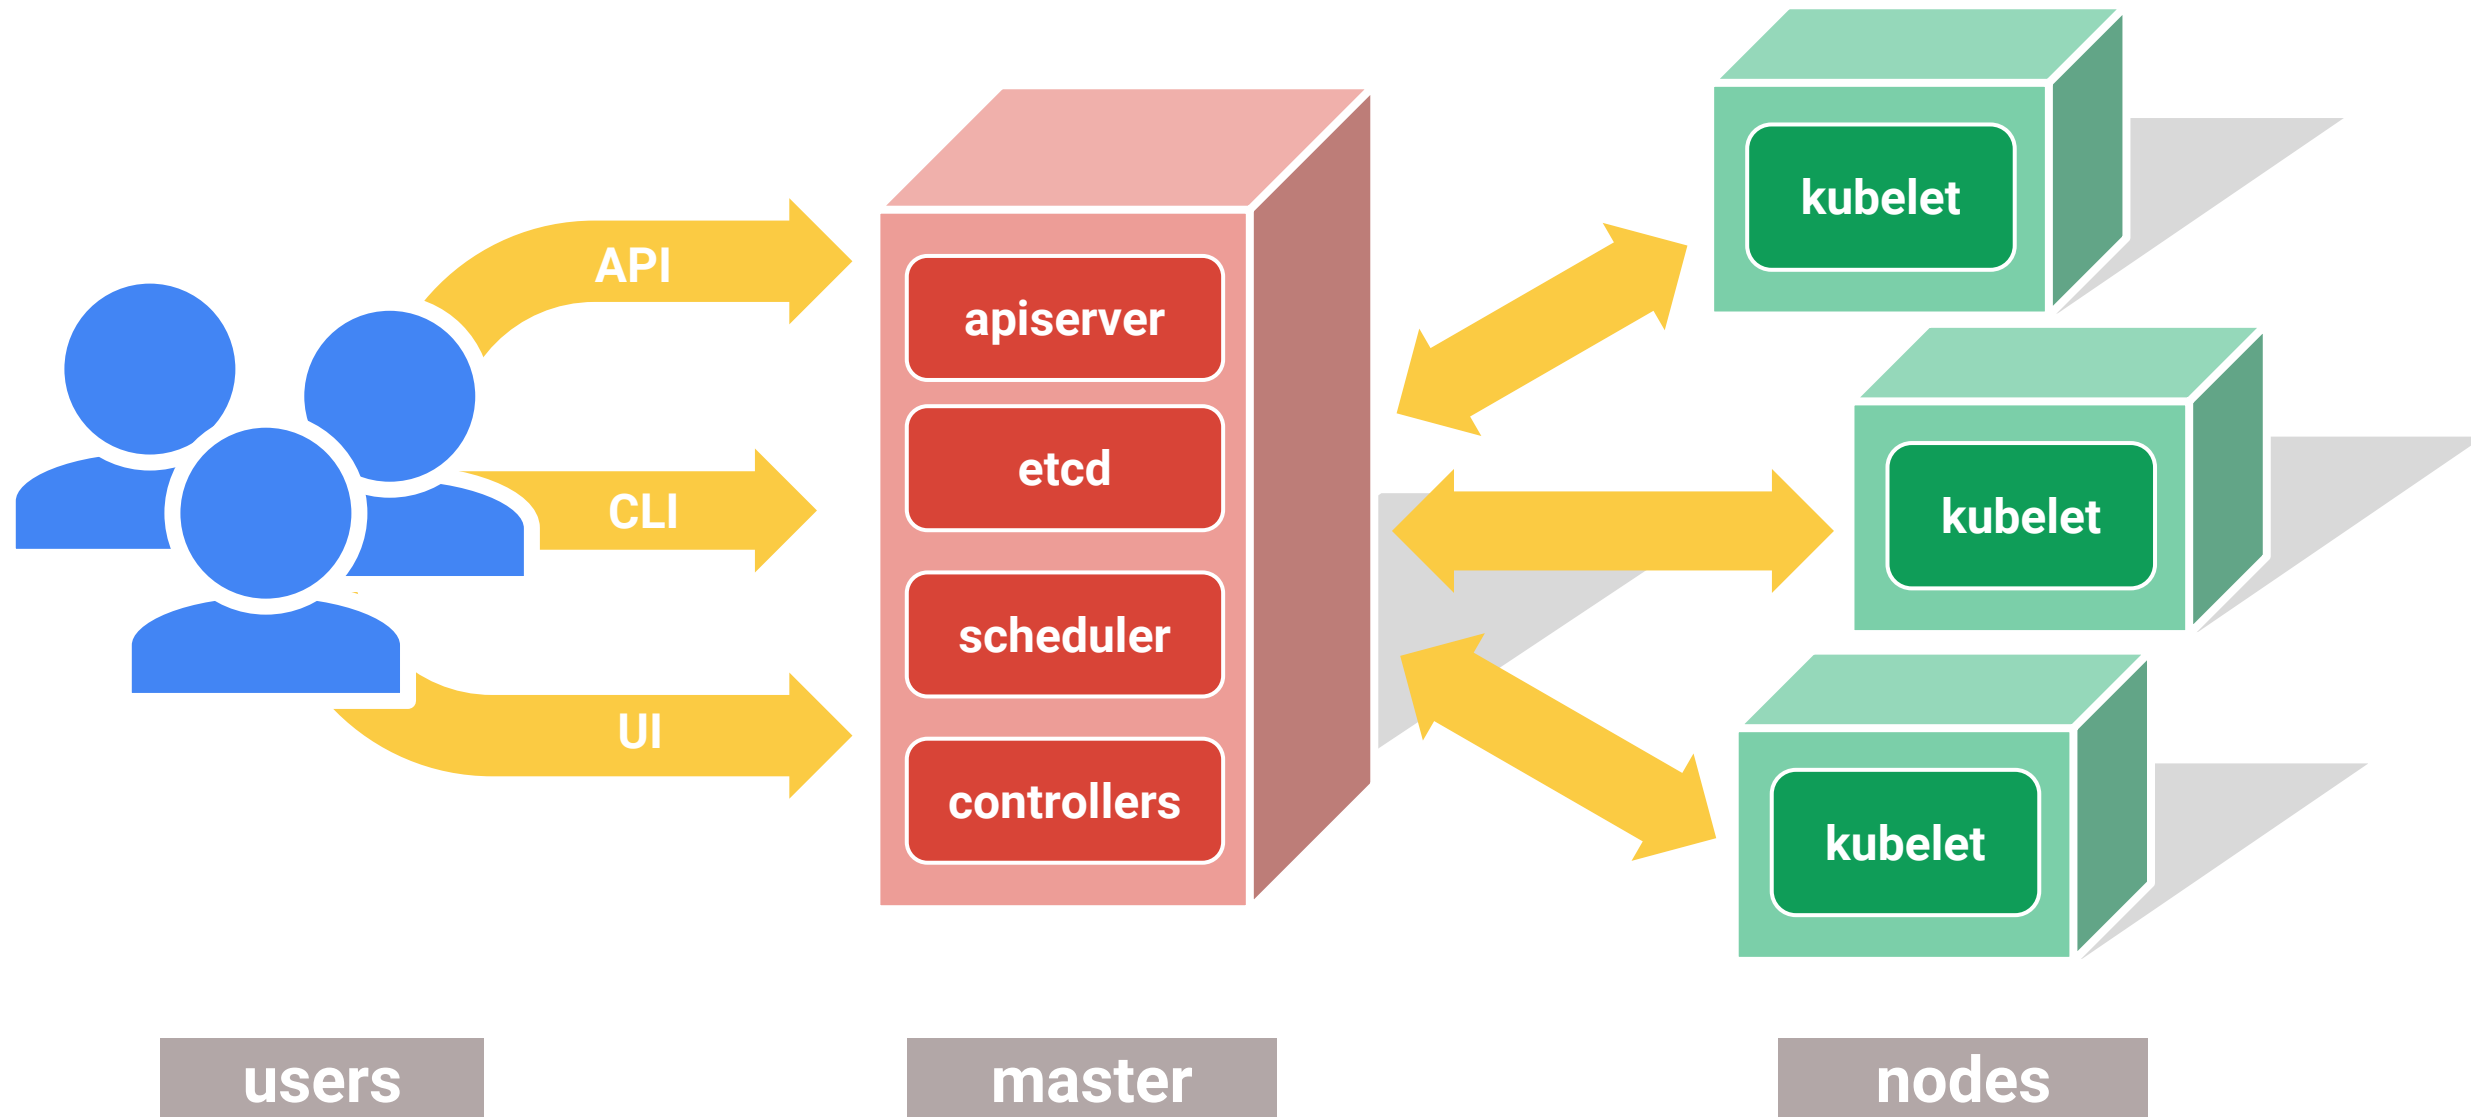 API
CLI
UI
apiserver
etcd
scheduler
controllers
kubelet
kubelet
kubelet
users
master
nodes